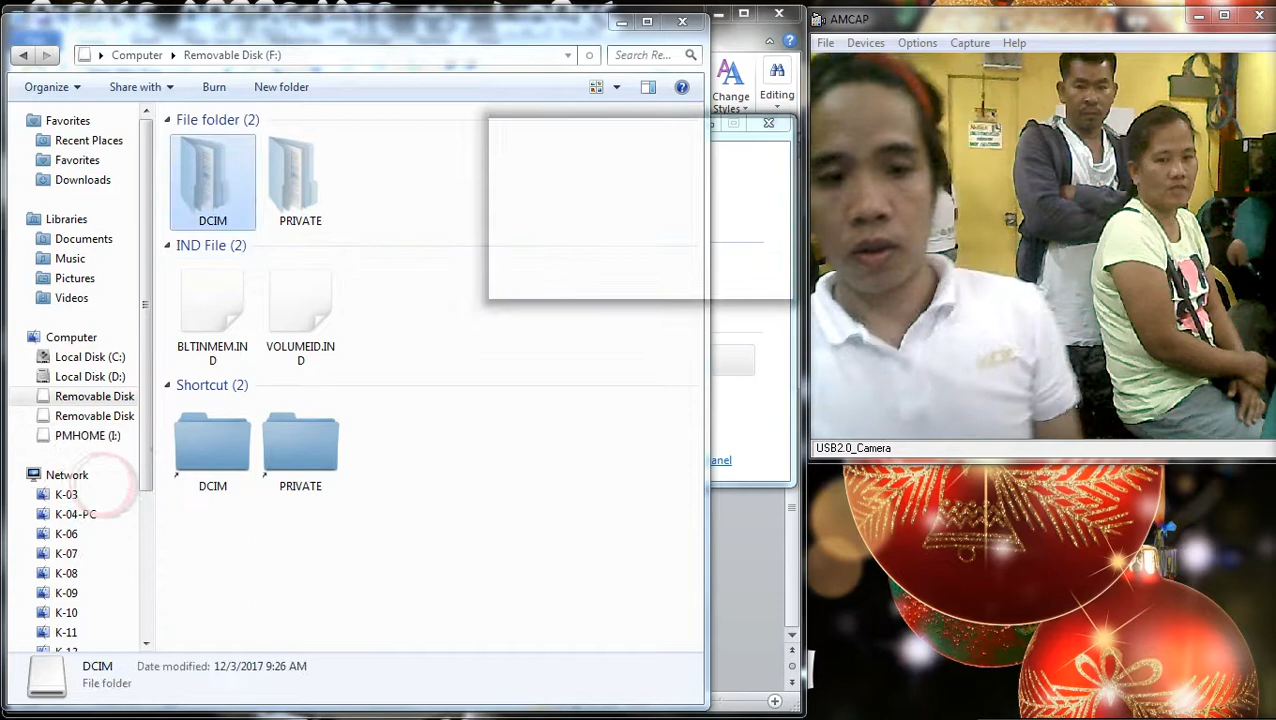 Computer
Removable Disk (F:)
Search Re...
Organize
Share with
Burn
New folder
Favorites
Recent Places
Favorites
Downloads
Libraries
Documents
Music
Pictures
Videos
Computer
Local Disk (C:)
Local Disk (D:)
Removable Disk
Removable Disk
PMHOME (I:)
Network
K-03
K-04-PC
K-06
K-07
K-08
K-09
K-10
K-11
File folder (2)
DCIM
PRIVATE
IND File (2)
BLTINMEM.IN
D
VOLUMEID.IN
D
Shortcut (2)
DCIM
PRIVATE
DCIM
Date modified: 12/3/2017 9:26 AM
File folder
Change
Styles
Editing
anel
AMCAP
File
Devices
Options
Capture
Help
USB2.0_Camera